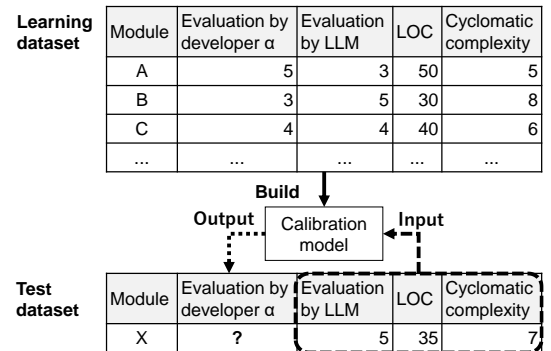 Learning dataset
Module | Evaluation by developer α | Evaluation by LLM | LOC | Cyclomatic complexity
A | 5 | 3 | 50 | 5
B | 3 | 5 | 30 | 8
C | 4 | 4 | 40 | 6
... | ... | ... | ... | ...
Build
Output
Calibration model
Input
Test dataset
Module | Evaluation by developer α | Evaluation by LLM | LOC | Cyclomatic complexity
X | ? | 5 | 35 | 7